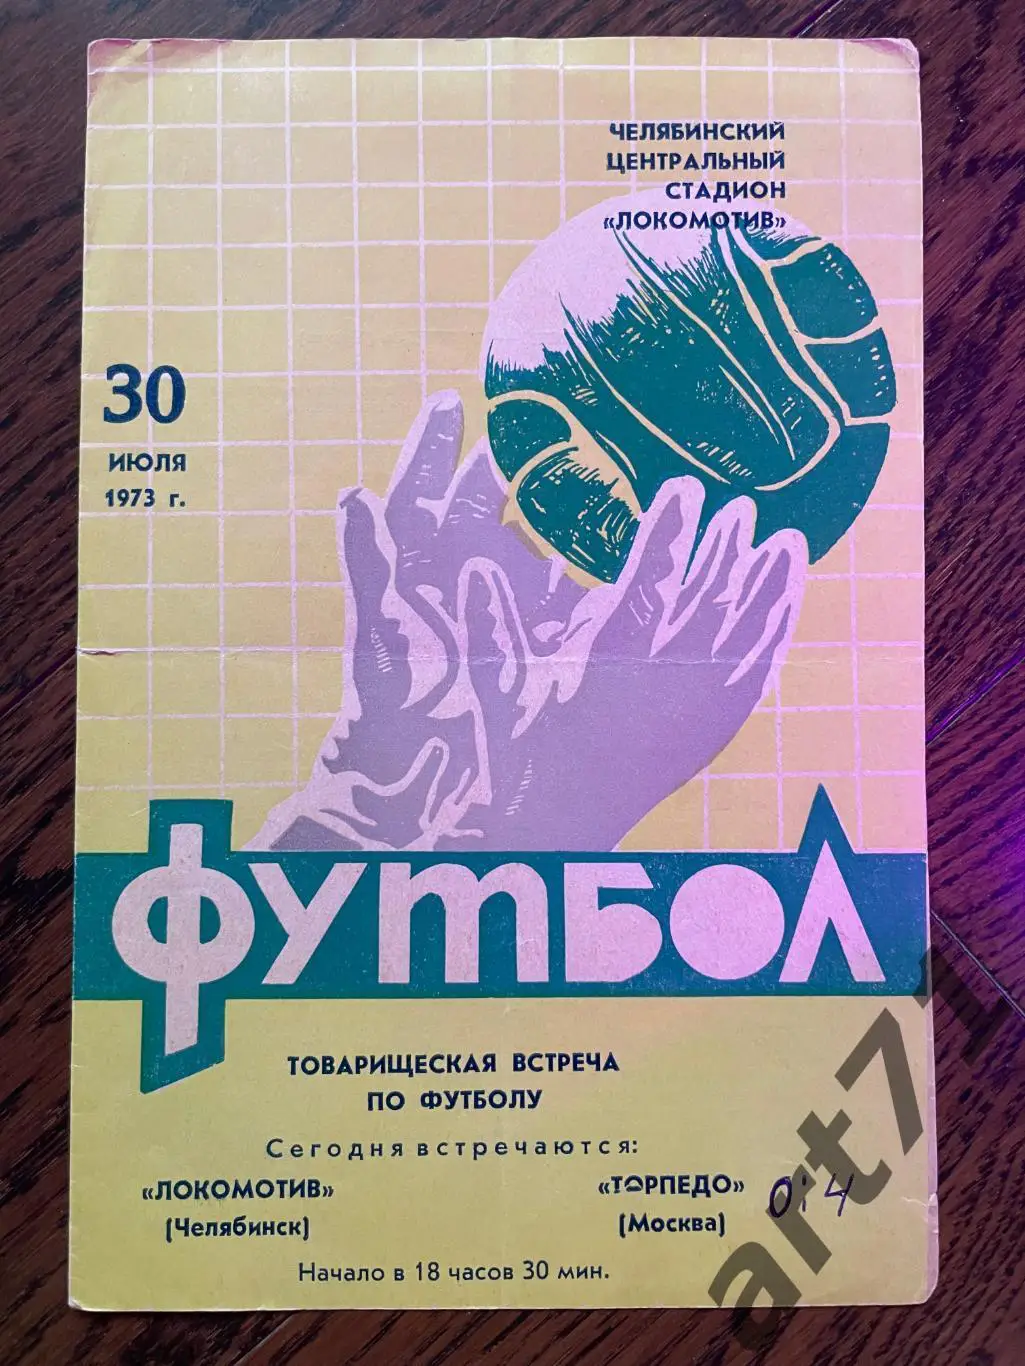 ЧЕЛЯБИНСКИЙ
ЦЕНТРАЛЬНЫЙ
СТАДИОН
«ЛОКОМОТИВ»
30
ИЮЛЯ
1973 г.
ФУТБОЛ
ТОВАРИЩЕСКАЯ ВСТРЕЧА
ПО ФУТБОЛУ
Сегодня встречаются:
«ЛОКОМОТИВ» «ТОРПЕДО» 0:4
(Челябинск) (Москва)
Начало в 18 часов 30 мин.
art77